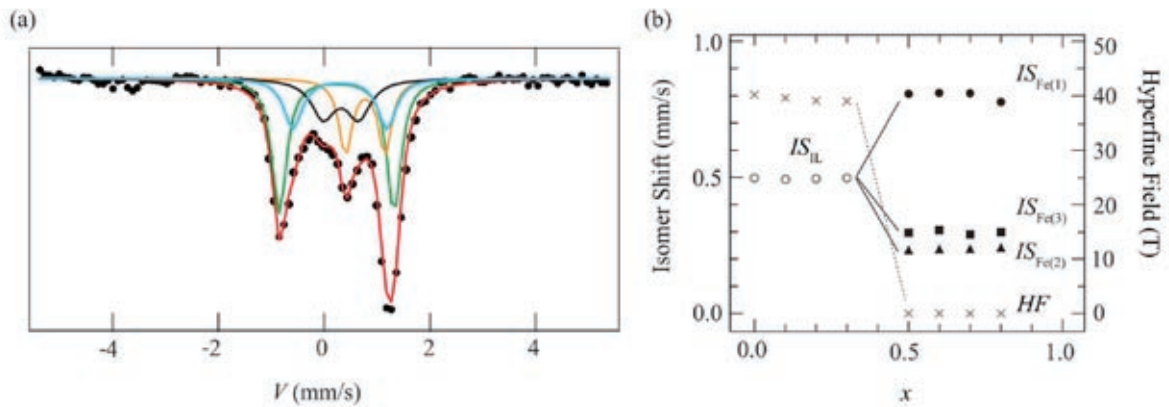 (a)
-4
-2
0
2
4
V (mm/s)
(b)
1.0
0.5
0.0
Isomer Shift (mm/s)
50
40
30
20
10
0
Hyperfine Field (T)
IS_Fe(1)
IS_IL
IS_Fe(3)
IS_Fe(2)
HF
0.0
0.5
1.0
x